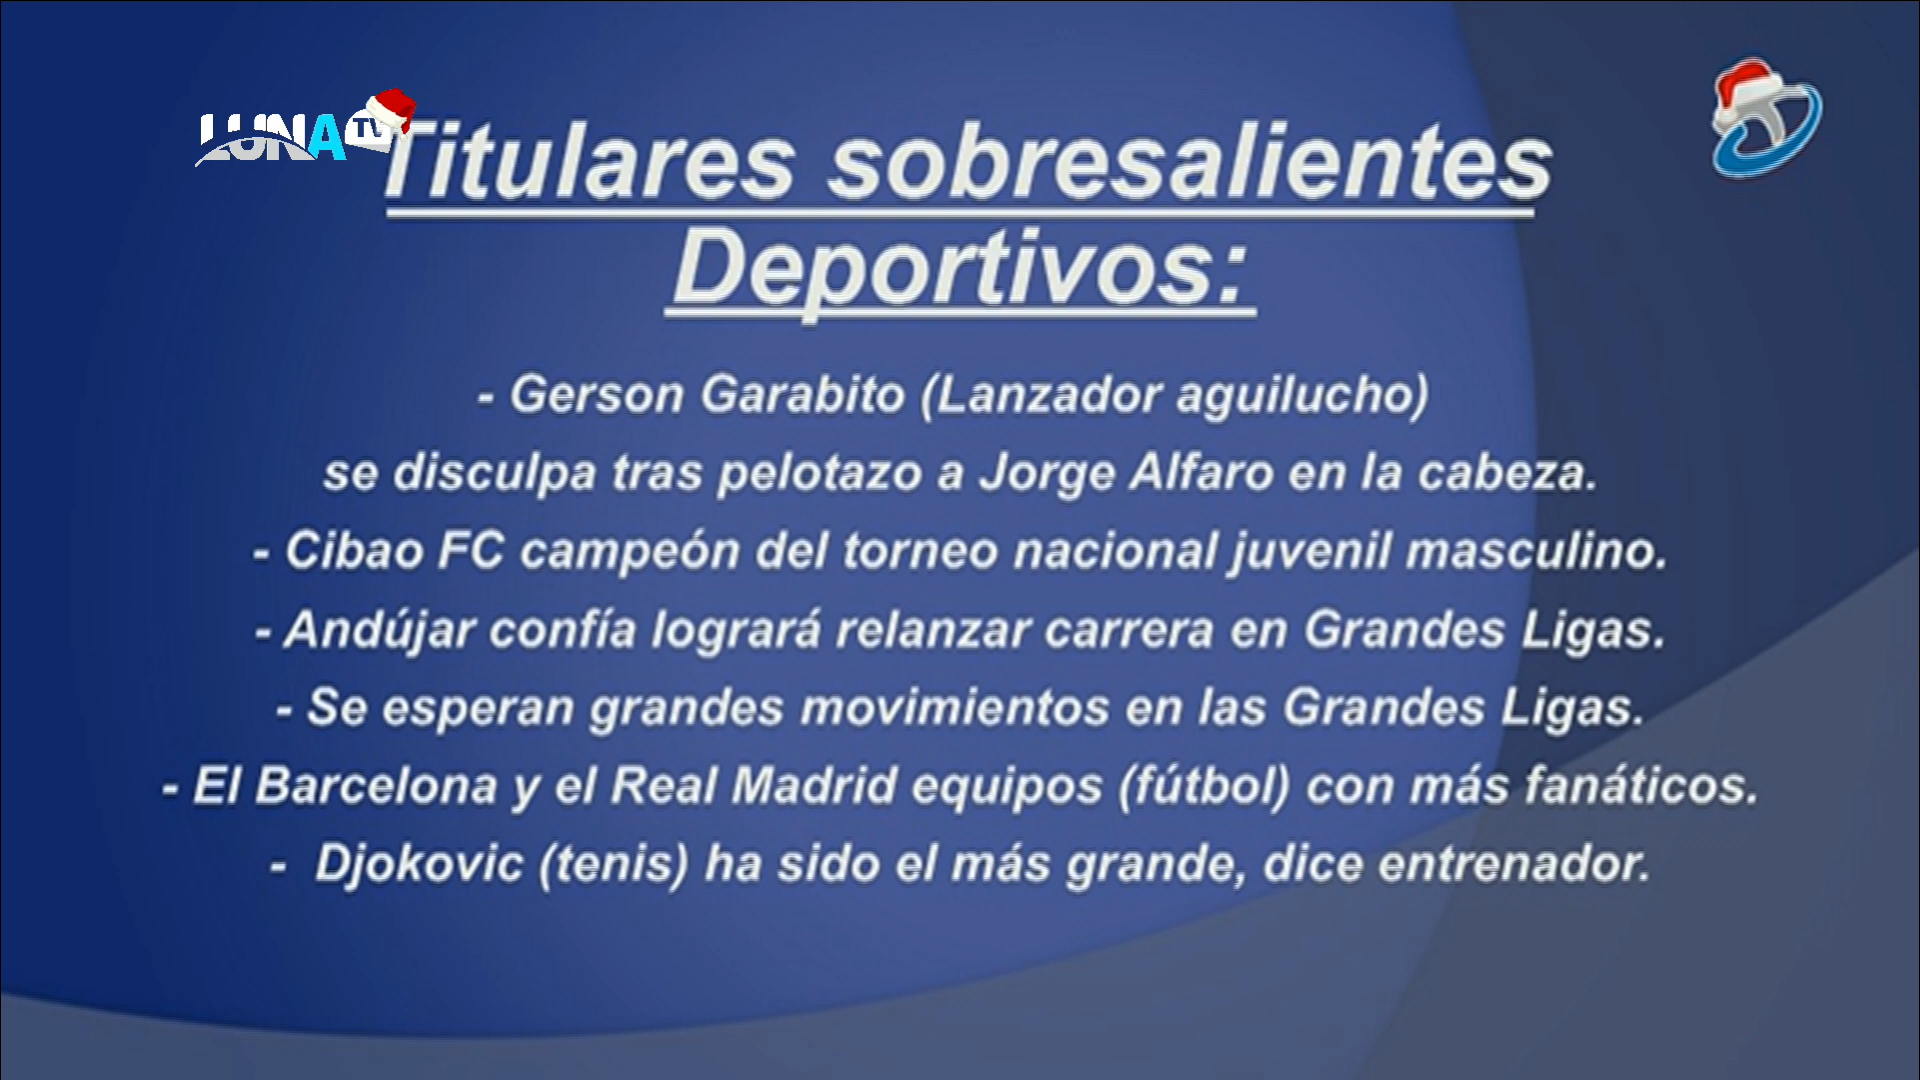 LUNA TV
Titulares sobresalientes
Deportivos:
- Gerson Garabito (Lanzador aguilucho)
se disculpa tras pelotazo a Jorge Alfaro en la cabeza.
- Cibao FC campeón del torneo nacional juvenil masculino.
- Andújar confía logrará relanzar carrera en Grandes Ligas.
- Se esperan grandes movimientos en las Grandes Ligas.
- El Barcelona y el Real Madrid equipos (fútbol) con más fanáticos.
- Djokovic (tenis) ha sido el más grande, dice entrenador.